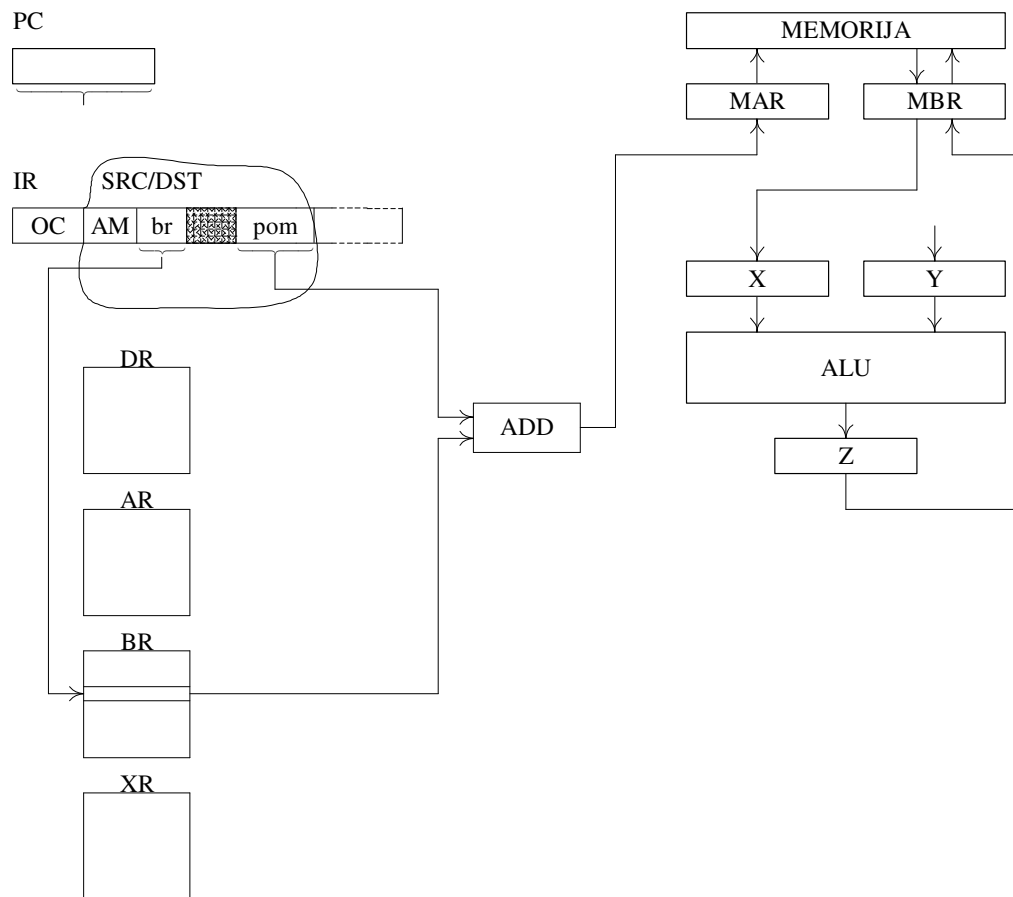 PC
MEMORIJA
MAR MBR
IR SRC/DST
OC AM br pom
X Y
DR
ALU
ADD
Z
AR
BR
XR